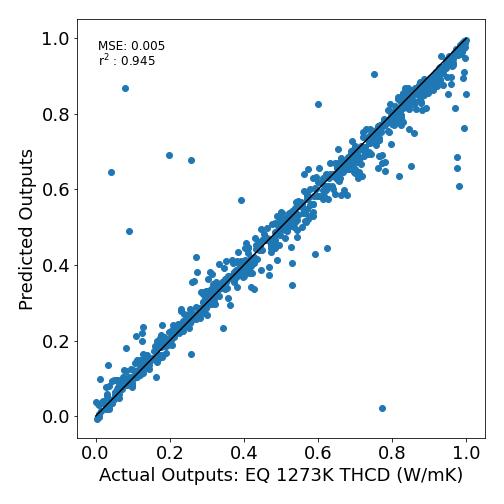 MSE: 0.005
r² : 0.945
1.0
0.8
0.6
0.4
0.2
0.0
Predicted Outputs
0.0 0.2 0.4 0.6 0.8 1.0
Actual Outputs: EQ 1273K THCD (W/mK)